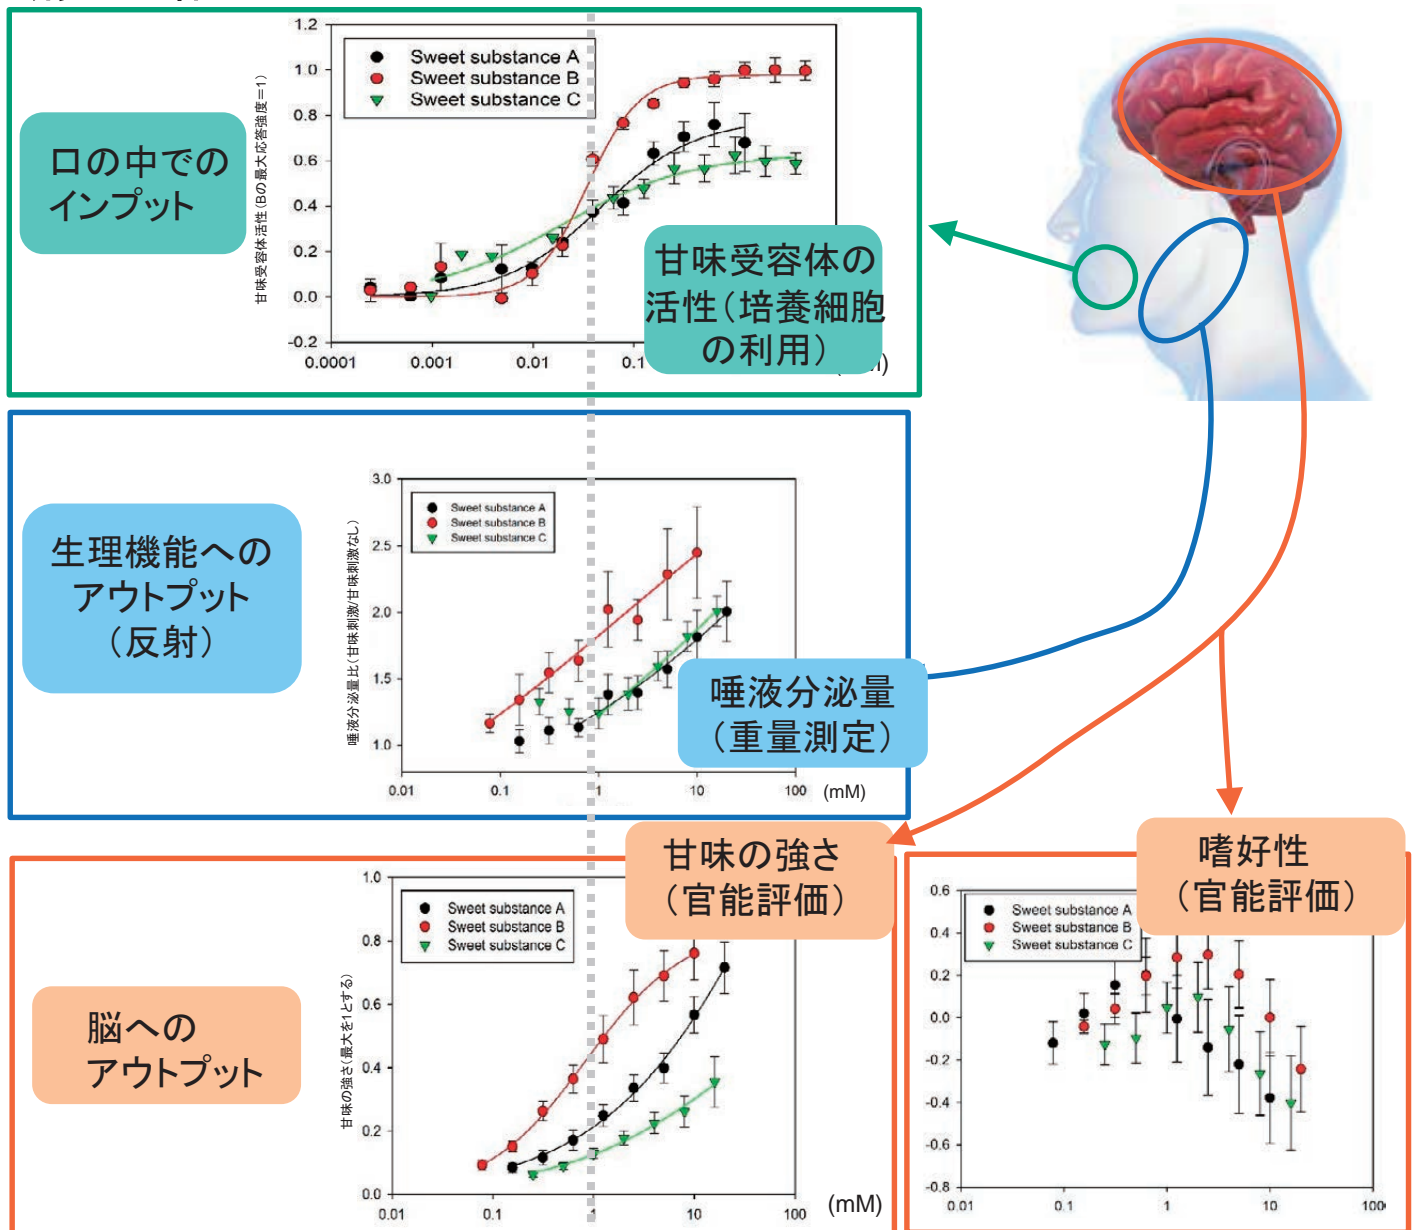 1.2
1.0
0.8
0.6
0.4
0.2
0.0
-0.2
甘味受容体活性(Bの最大応答強度=1)
Sweet substance A
Sweet substance B
Sweet substance C
0.0001
0.001
0.01
0.1
口の中での
インプット
甘味受容体の
活性(培養細胞
の利用)
生理機能への
アウトプット
(反射)
3.0
2.5
2.0
1.5
1.0
唾液分泌量比(甘味刺激/甘味刺激なし)
Sweet substance A
Sweet substance B
Sweet substance C
0.01
0.1
1
10
100
(mM)
唾液分泌量
(重量測定)
脳への
アウトプット
1.0
0.8
0.6
0.4
0.2
0.0
甘味の強さ(最大を1とする)
Sweet substance A
Sweet substance B
Sweet substance C
0.01
0.1
1
10
100
(mM)
甘味の強さ
(官能評価)
嗜好性
(官能評価)
0.6
0.4
0.2
0.0
-0.2
-0.4
-0.6
-0.8
Sweet substance A
Sweet substance B
Sweet substance C
0.01
0.1
1
10
100